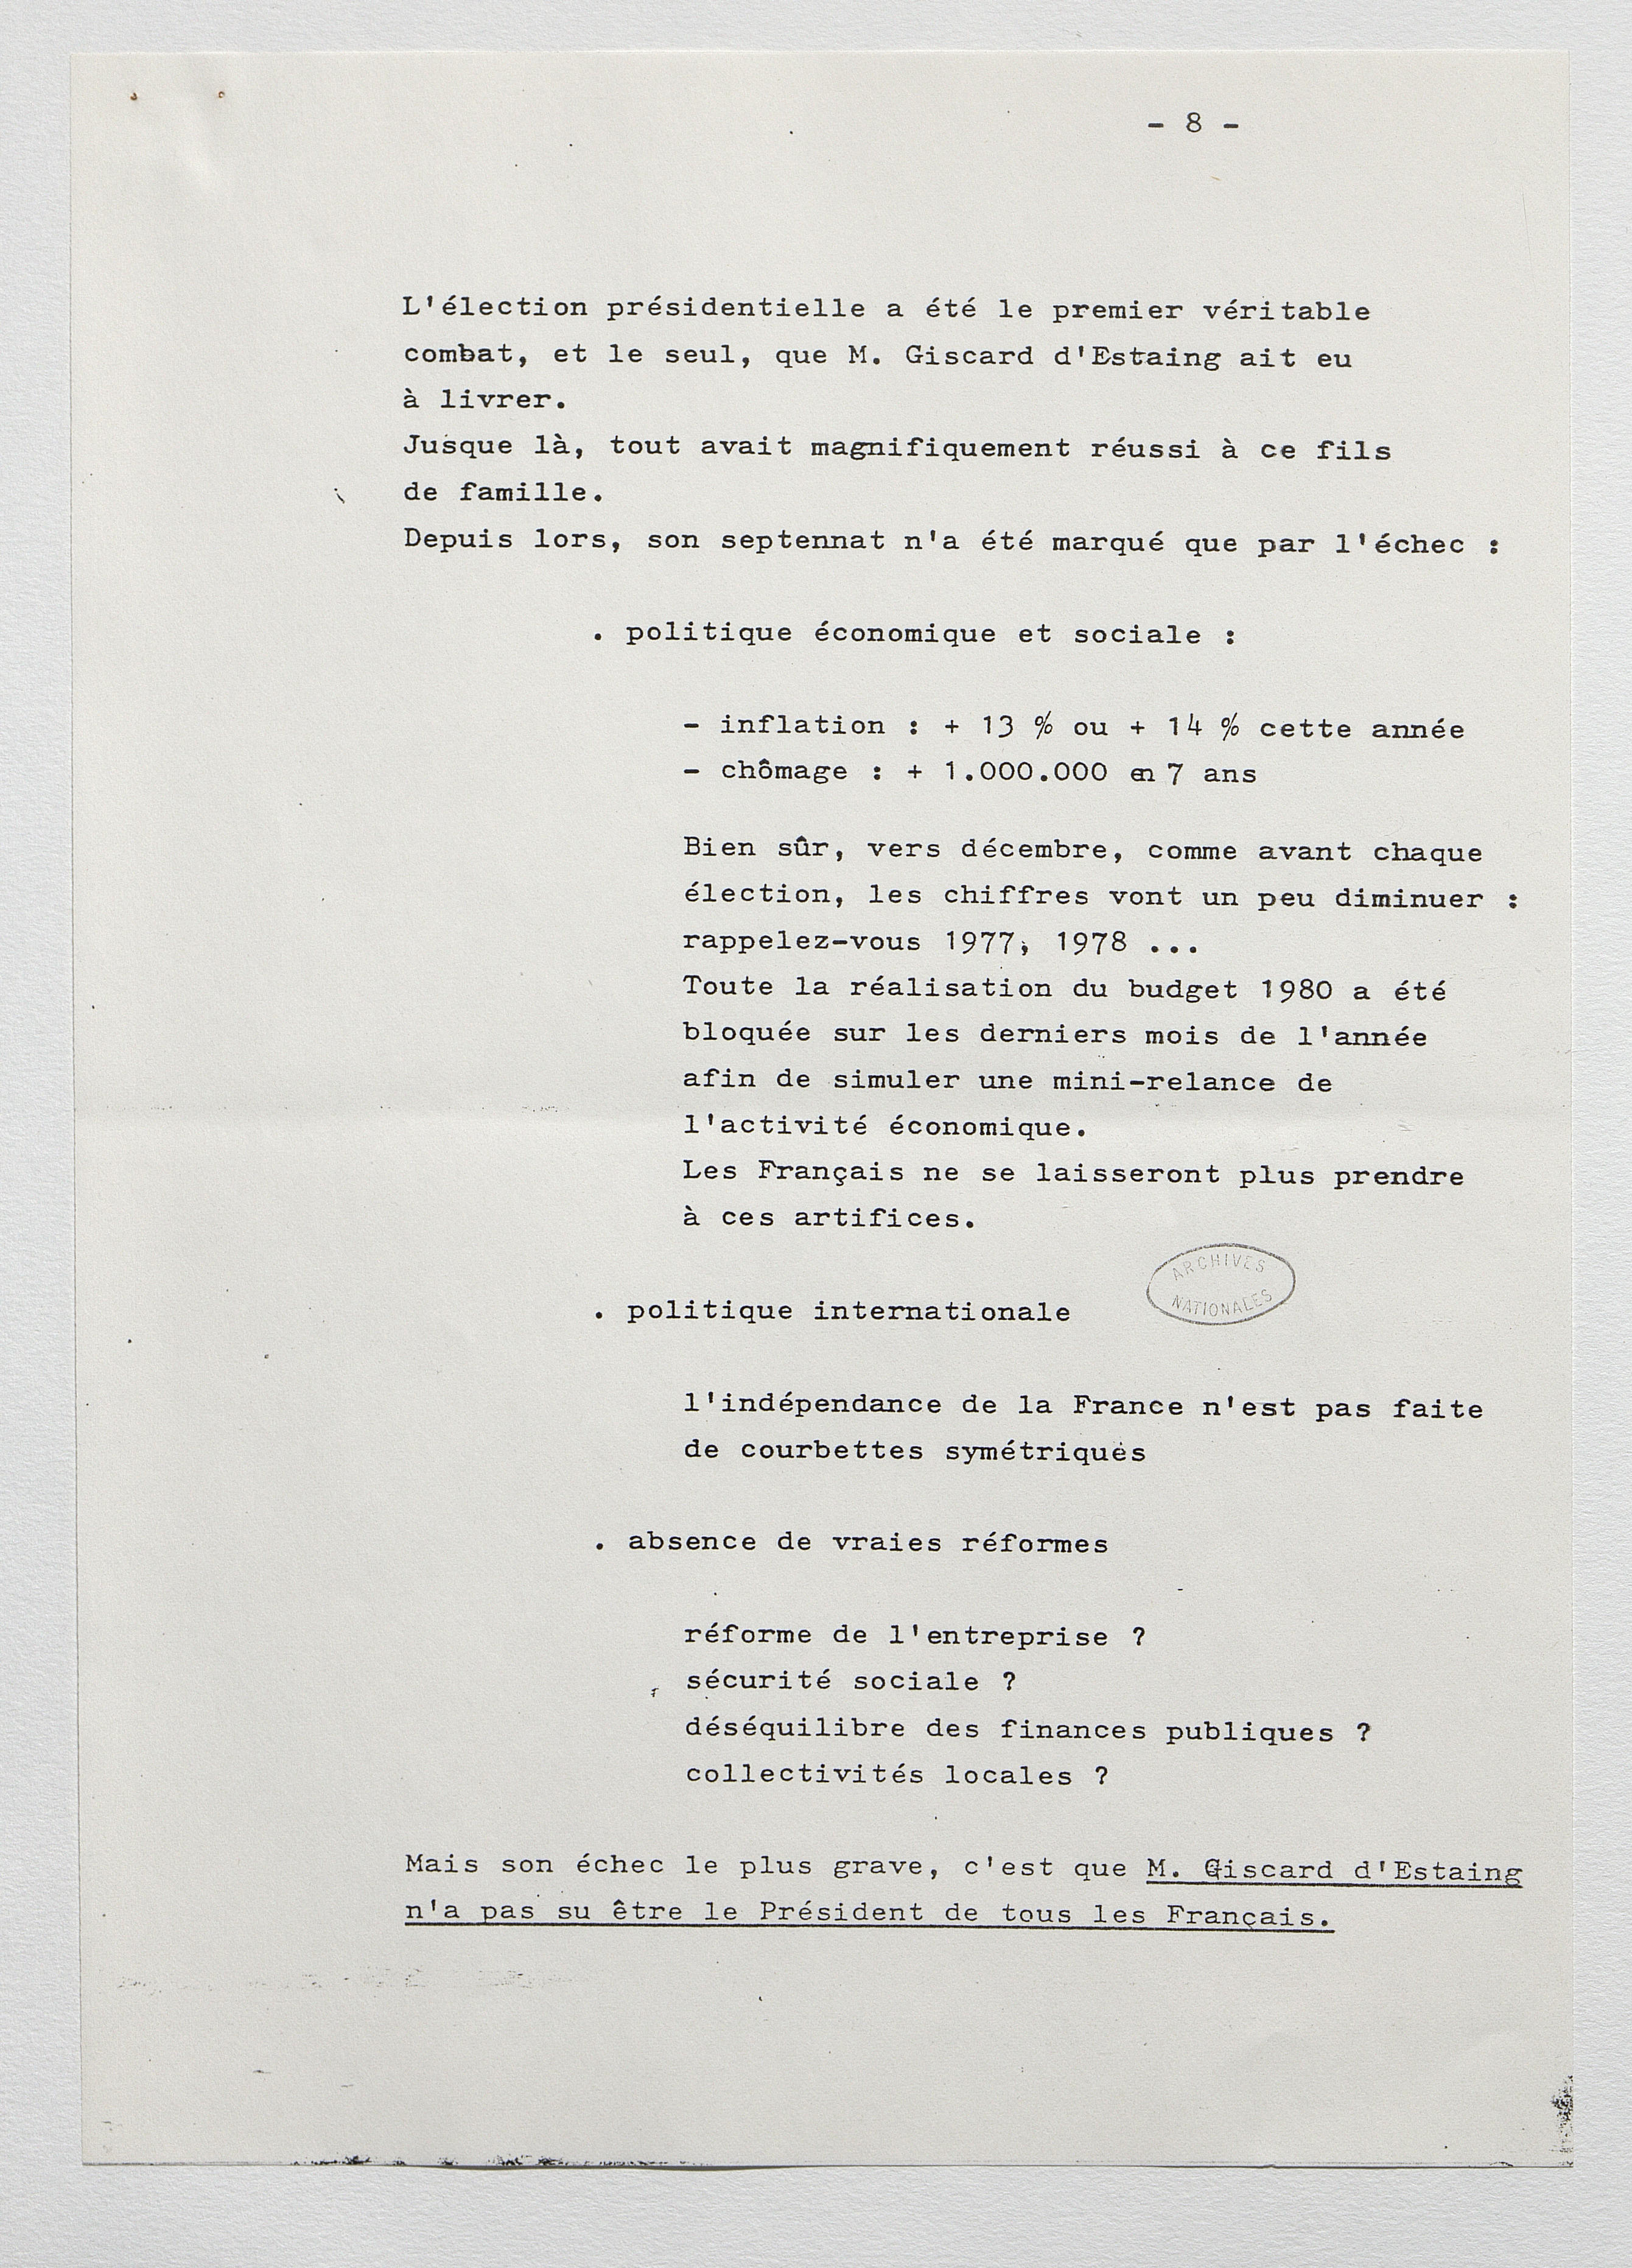 - 8 -
L'élection présidentielle a été le premier véritable
combat, et le seul, que M. Giscard d'Estaing ait eu
à livrer.
Jusque là, tout avait magnifiquement réussi à ce fils
de famille.
Depuis lors, son septennat n'a été marqué que par l'échec :
. politique économique et sociale :
- inflation : + 13 % ou + 14 % cette année
- chômage : + 1.000.000 en 7 ans
Bien sûr, vers décembre, comme avant chaque
élection, les chiffres vont un peu diminuer :
rappelez-vous 1977, 1978 ...
Toute la réalisation du budget 1980 a été
bloquée sur les derniers mois de l'année
afin de simuler une mini-relance de
l'activité économique.
Les Français ne se laisseront plus prendre
à ces artifices.
ARCHIVES
NATIONALES
. politique internationale
l'indépendance de la France n'est pas faite
de courbettes symétriques
. absence de vraies réformes
réforme de l'entreprise ?
sécurité sociale ?
déséquilibre des finances publiques ?
collectivités locales ?
Mais son échec le plus grave, c'est que M. Giscard d'Estaing
n'a pas su être le Président de tous les Français.